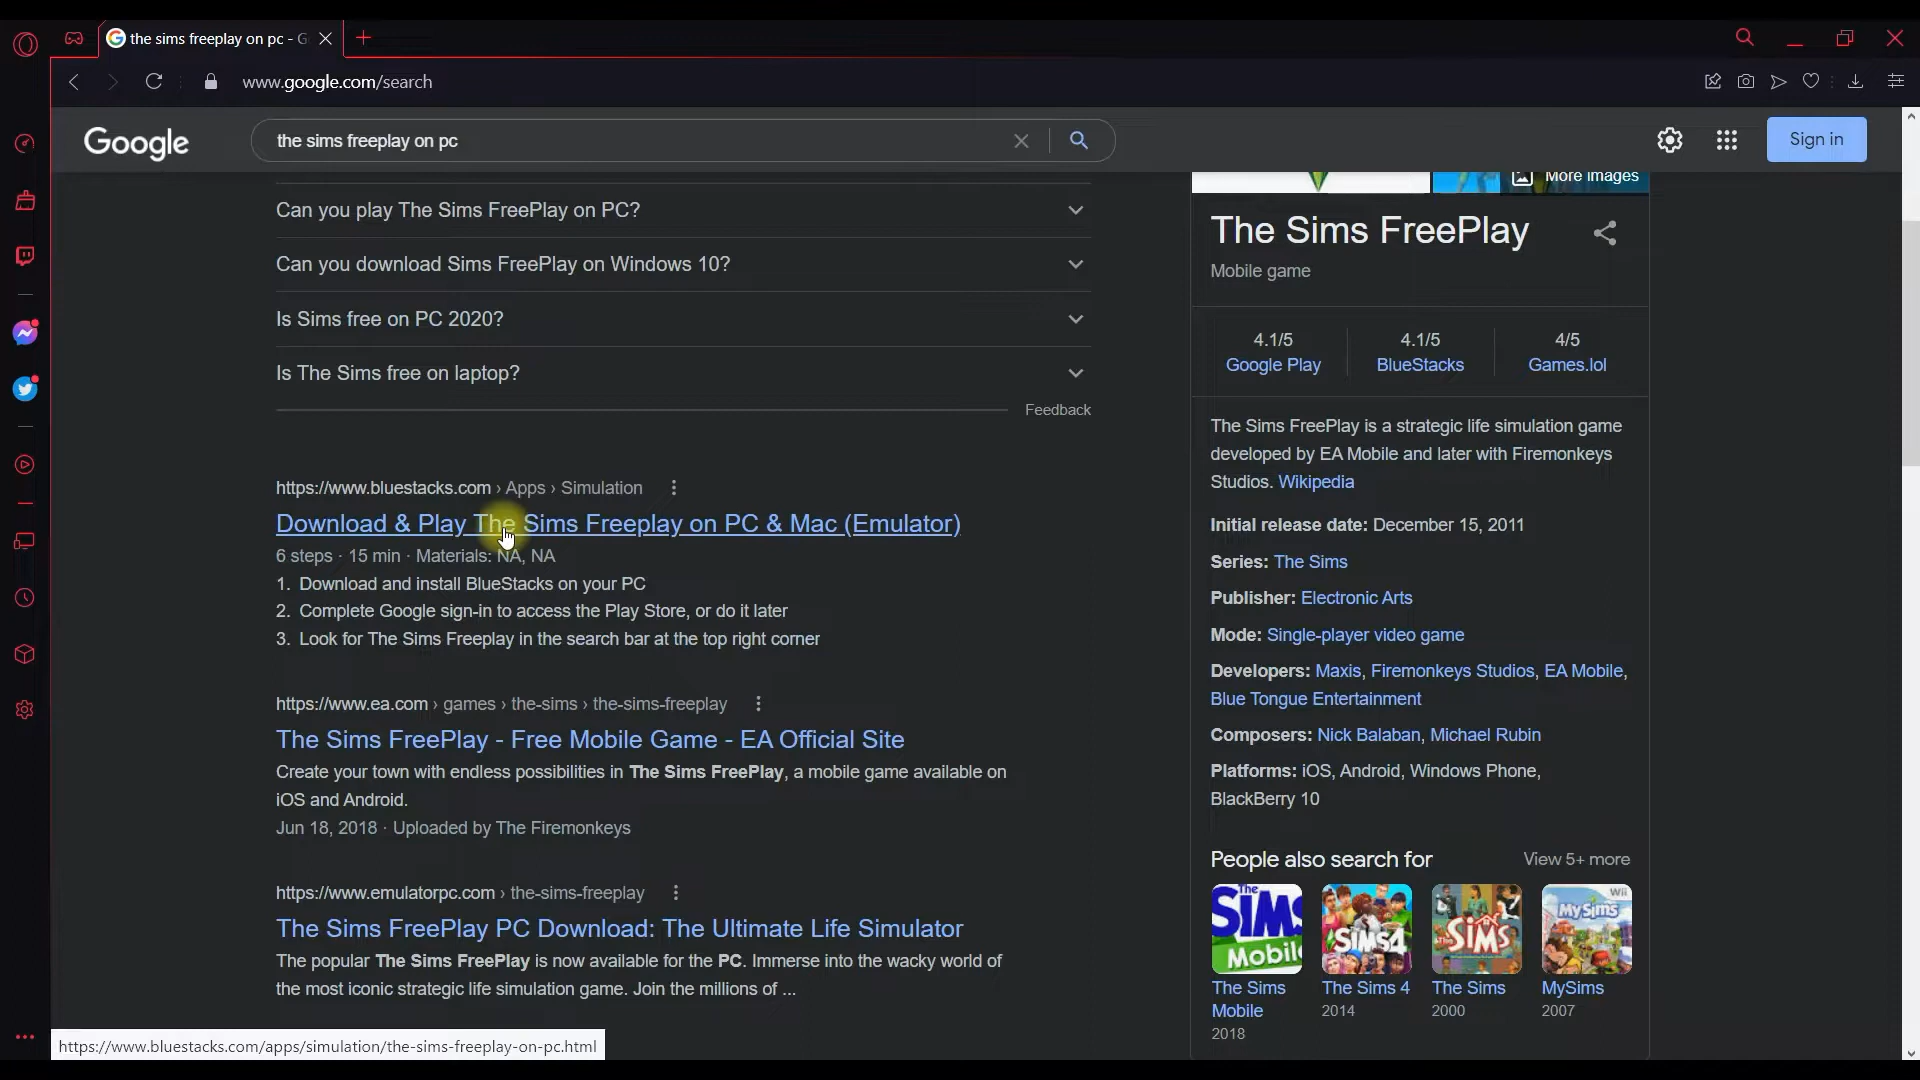 the sims freeplay on pc - G
www.google.com/search
Google
the sims freeplay on pc
Sign in
More images
Can you play The Sims FreePlay on PC?
Can you download Sims FreePlay on Windows 10?
Is Sims free on PC 2020?
Is The Sims free on laptop?
Feedback
https://www.bluestacks.com › Apps › Simulation
Download & Play The Sims Freeplay on PC & Mac (Emulator)
6 steps · 15 min · Materials: NA, NA
1. Download and install BlueStacks on your PC
2. Complete Google sign-in to access the Play Store, or do it later
3. Look for The Sims Freeplay in the search bar at the top right corner
https://www.ea.com › games › the-sims › the-sims-freeplay
The Sims FreePlay - Free Mobile Game - EA Official Site
Create your town with endless possibilities in The Sims FreePlay, a mobile game available on
iOS and Android.
Jun 18, 2018 · Uploaded by The Firemonkeys
https://www.emulatorpc.com › the-sims-freeplay
The Sims FreePlay PC Download: The Ultimate Life Simulator
The popular The Sims FreePlay is now available for the PC. Immerse into the wacky world of
the most iconic strategic life simulation game. Join the millions of ...
https://www.bluestacks.com/apps/simulation/the-sims-freeplay-on-pc.html
The Sims FreePlay
Mobile game
4.1/5
Google Play
4.1/5
BlueStacks
4/5
Games.lol
The Sims FreePlay is a strategic life simulation game
developed by EA Mobile and later with Firemonkeys
Studios. Wikipedia
Initial release date: December 15, 2011
Series: The Sims
Publisher: Electronic Arts
Mode: Single-player video game
Developers: Maxis, Firemonkeys Studios, EA Mobile,
Blue Tongue Entertainment
Composers: Nick Balaban, Michael Rubin
Platforms: iOS, Android, Windows Phone,
BlackBerry 10
People also search for
View 5+ more
The
SIMS
Mobile
SIMS4
The
SIMS
Wii
MySims
The Sims
Mobile
2018
The Sims 4
2014
The Sims
2000
MySims
2007